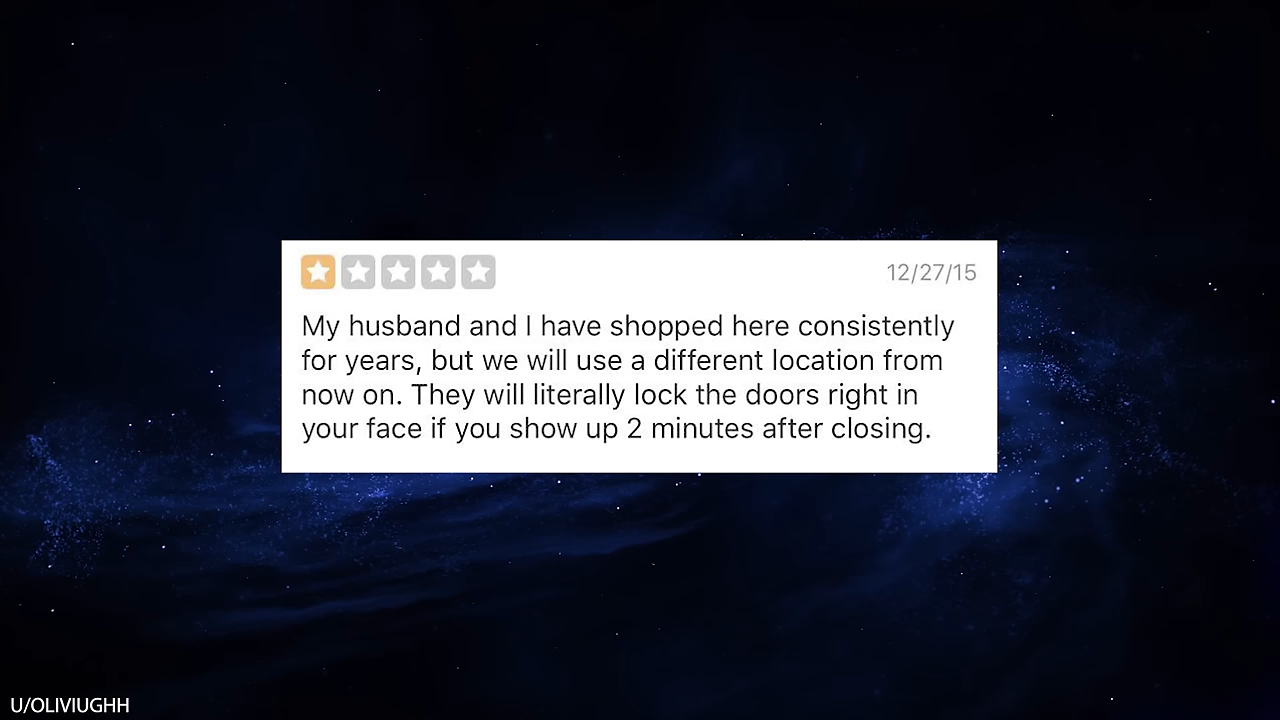 12/27/15
My husband and I have shopped here consistently
for years, but we will use a different location from
now on. They will literally lock the doors right in
your face if you show up 2 minutes after closing.
U/OLIVIUGHH